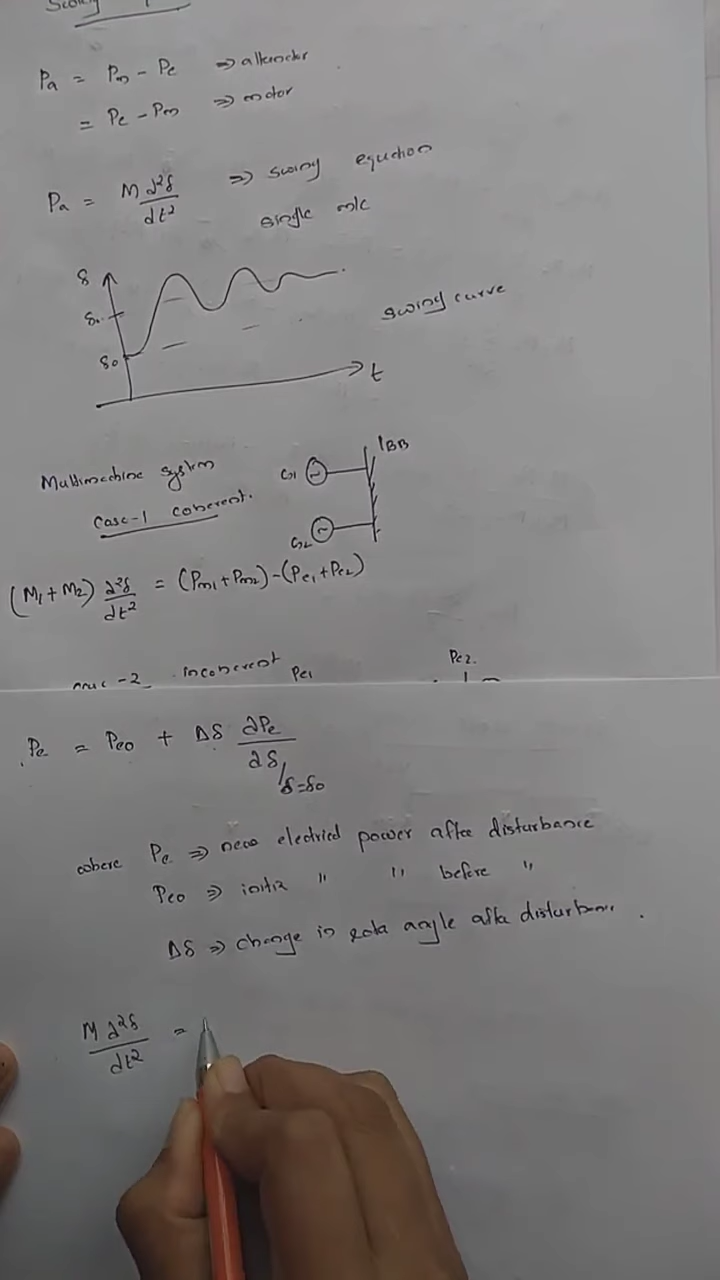 Pa = Pm - Pe ⇒ alternator
= Pe - Pm ⇒ motor
Pa = M d²δ/dt² ⇒ swing equation
single m/c
δ
δ0
t
swing curve
Multimachine system
Case-1 coherent.
G1
IBB
G2
(M1 + M2) d²δ/dt² = (Pm1 + Pm2) - (Pe1 + Pe2)
-2 incoherent
Pe1
Pe2.
Pe = Peo + Δδ ∂Pe/∂δ /δ=δ0
where Pe ⇒ new electrical power after disturbance
Peo ⇒ initia " " before "
Δδ ⇒ change in rotor angle after disturbance.
M d²δ/dt² =